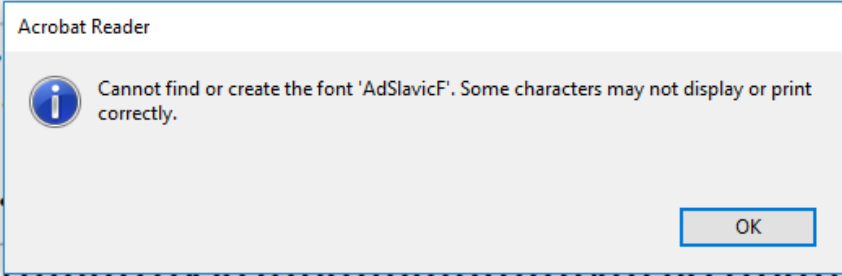 Acrobat Reader
Cannot find or create the font 'AdSlavicF'. Some characters may not display or print
correctly.
OK